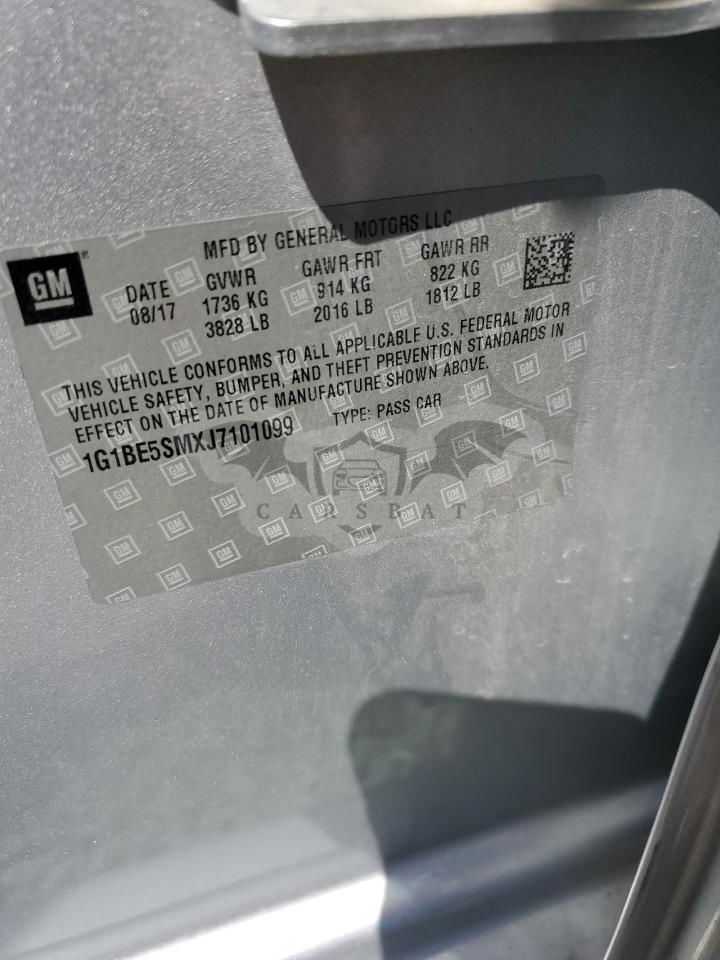 MFD BY GENERAL MOTORS LLC
GM®
DATE GVWR GAWR FRT GAWR RR
08/17 1736 KG 914 KG 822 KG
3828 LB 2016 LB 1812 LB
THIS VEHICLE CONFORMS TO ALL APPLICABLE U.S. FEDERAL MOTOR
VEHICLE SAFETY, BUMPER, AND THEFT PREVENTION STANDARDS IN
EFFECT ON THE DATE OF MANUFACTURE SHOWN ABOVE.
1G1BE5SMXJ7101099 TYPE: PASS CAR
CARSBAT